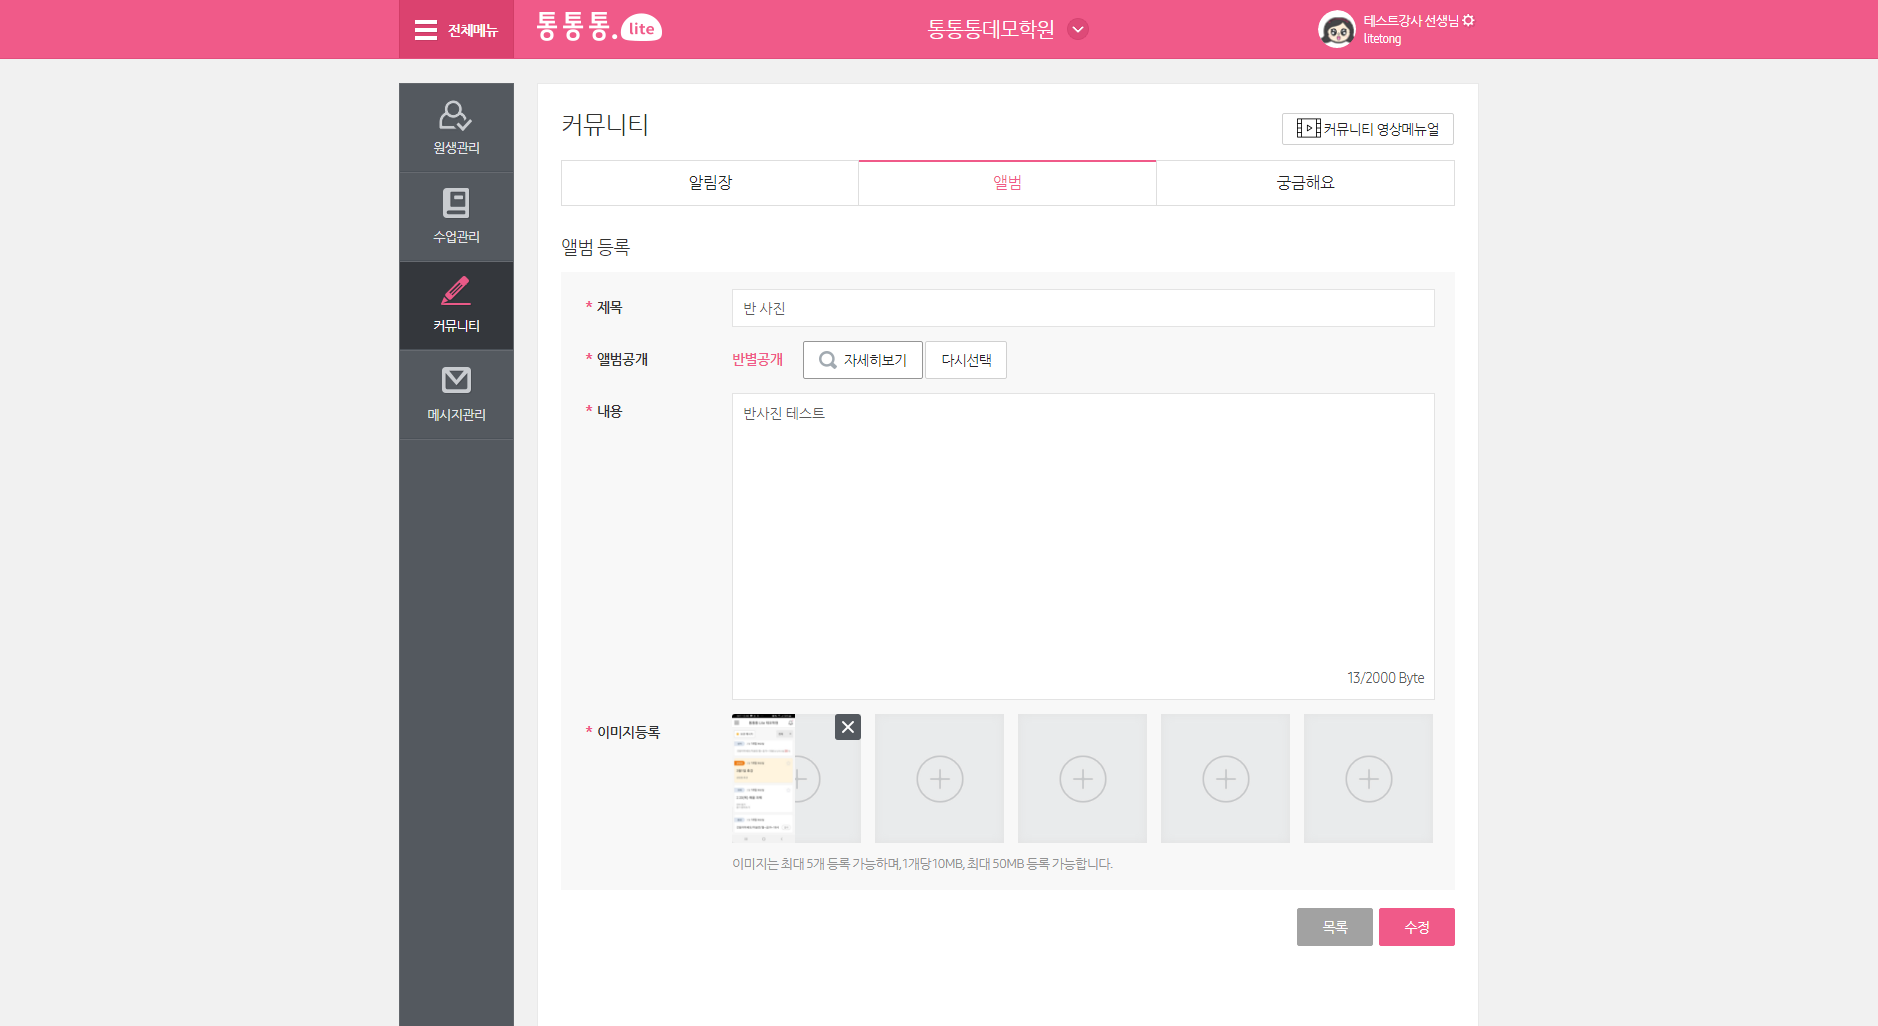 전체메뉴
통통통.lite
통통통데모학원
테스트강사 선생님
litetong
원생관리
수업관리
커뮤니티
메시지관리
커뮤니티
커뮤니티 영상메뉴얼
알림장
앨범
궁금해요
앨범 등록
* 제목
반 사진
* 앨범공개
반별공개
자세히보기
다시선택
* 내용
반사진 테스트
13/2000 Byte
* 이미지등록
이미지는 최대 5개 등록 가능하며,1개당10MB, 최대 50MB 등록 가능합니다.
목록
수정